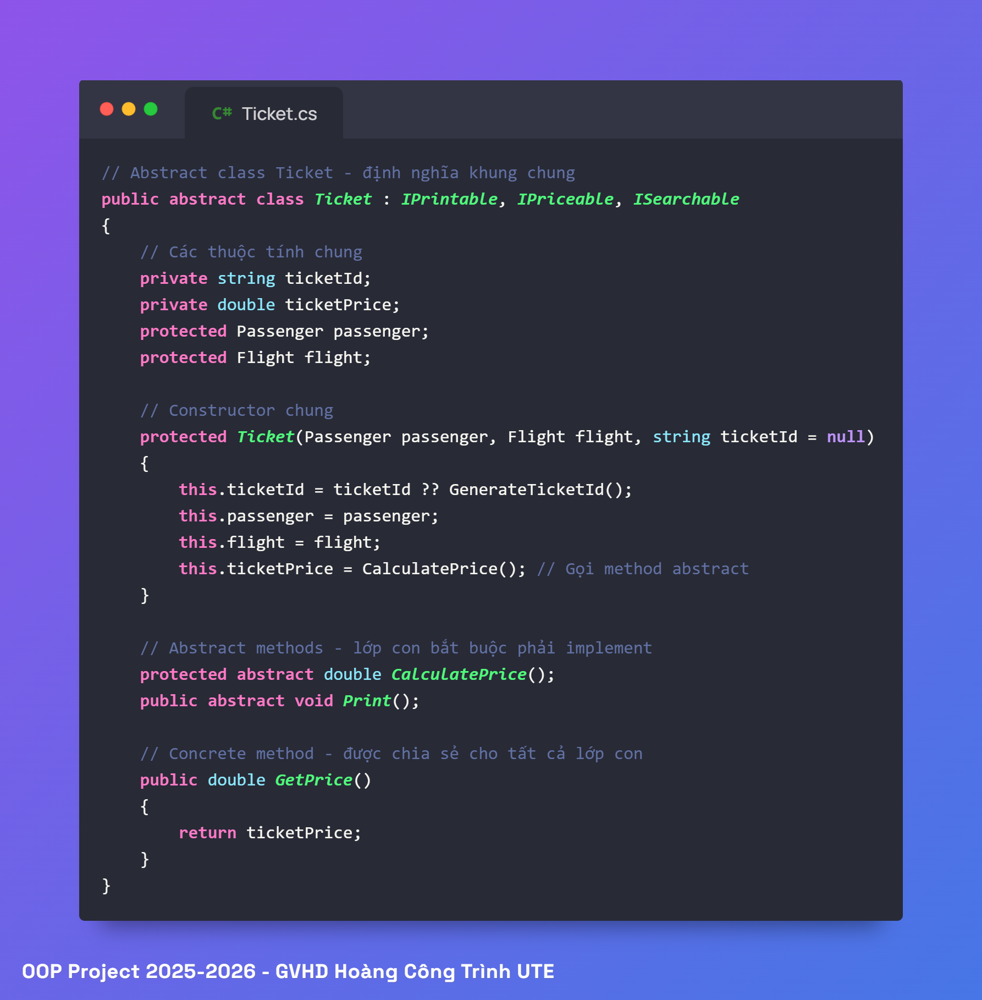 C# Ticket.cs
// Abstract class Ticket - định nghĩa khung chung
public abstract class Ticket : IPrintable, IPriceable, ISearchable
{
    // Các thuộc tính chung
    private string ticketId;
    private double ticketPrice;
    protected Passenger passenger;
    protected Flight flight;

    // Constructor chung
    protected Ticket(Passenger passenger, Flight flight, string ticketId = null)
    {
        this.ticketId = ticketId ?? GenerateTicketId();
        this.passenger = passenger;
        this.flight = flight;
        this.ticketPrice = CalculatePrice(); // Gọi method abstract
    }

    // Abstract methods - lớp con bắt buộc phải implement
    protected abstract double CalculatePrice();
    public abstract void Print();

    // Concrete method - được chia sẻ cho tất cả lớp con
    public double GetPrice()
    {
        return ticketPrice;
    }
}
OOP Project 2025-2026 - GVHD Hoàng Công Trình UTE